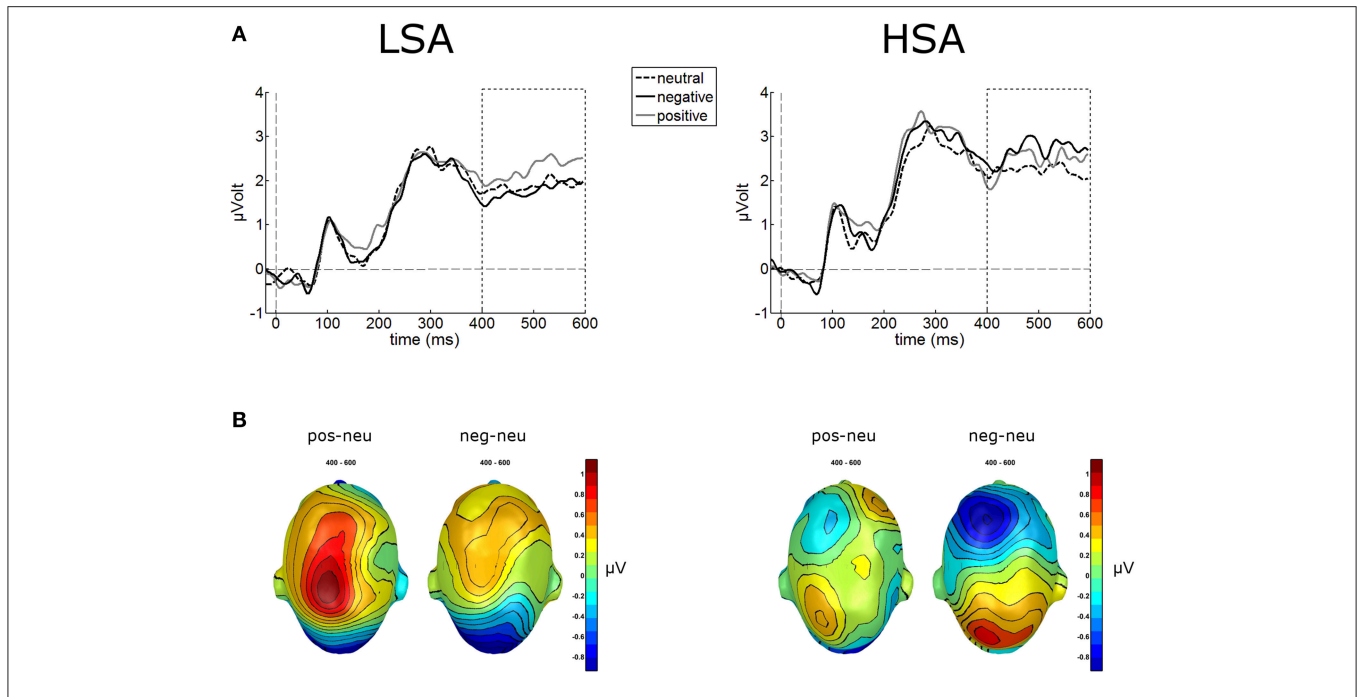 A
LSA
HSA
neutral
negative
positive
4
3
2
1
0
-1
µVolt
0
100
200
300
400
500
600
time (ms)
4
3
2
1
0
-1
µVolt
0
100
200
300
400
500
600
time (ms)
B
pos-neu
neg-neu
400 - 600
400 - 600
1
0.8
0.6
0.4
0.2
0
-0.2
-0.4
-0.6
-0.8
µV
pos-neu
neg-neu
400 - 600
400 - 600
1
0.8
0.6
0.4
0.2
0
-0.2
-0.4
-0.6
-0.8
µV